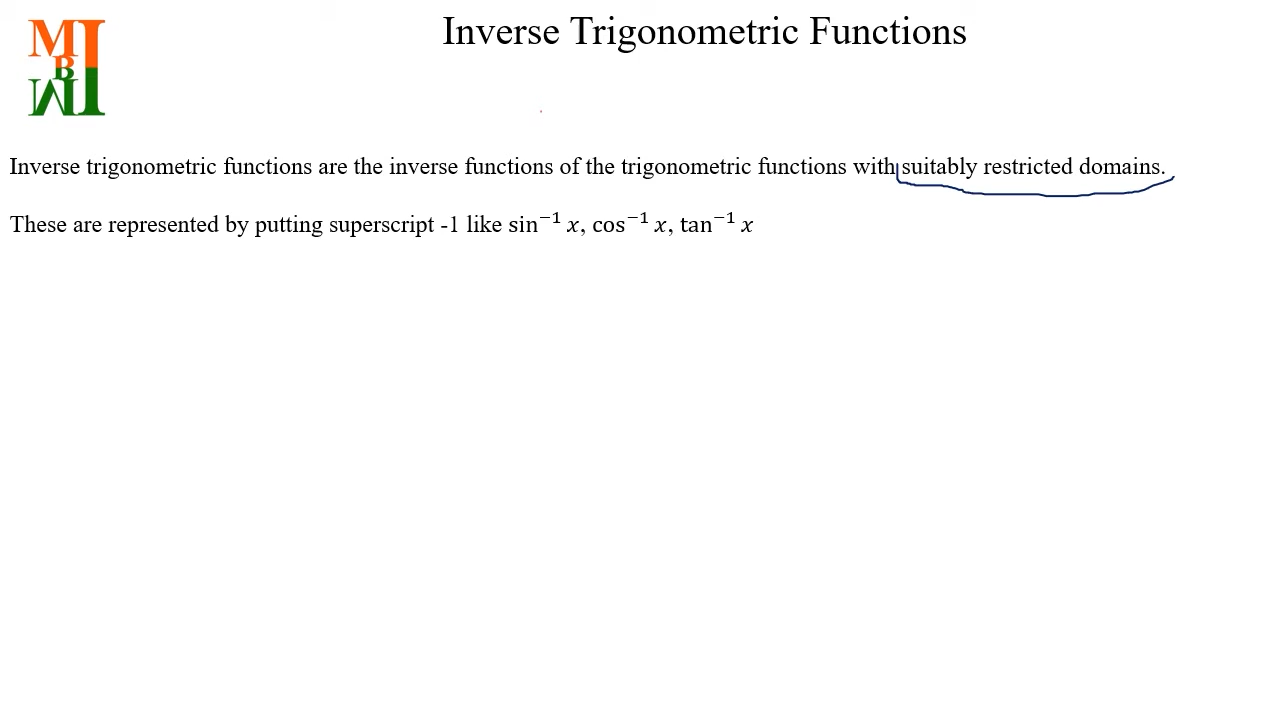 Inverse Trigonometric Functions
MI
B
M
Inverse trigonometric functions are the inverse functions of the trigonometric functions with suitably restricted domains.
These are represented by putting superscript -1 like sin⁻¹ x, cos⁻¹ x, tan⁻¹ x